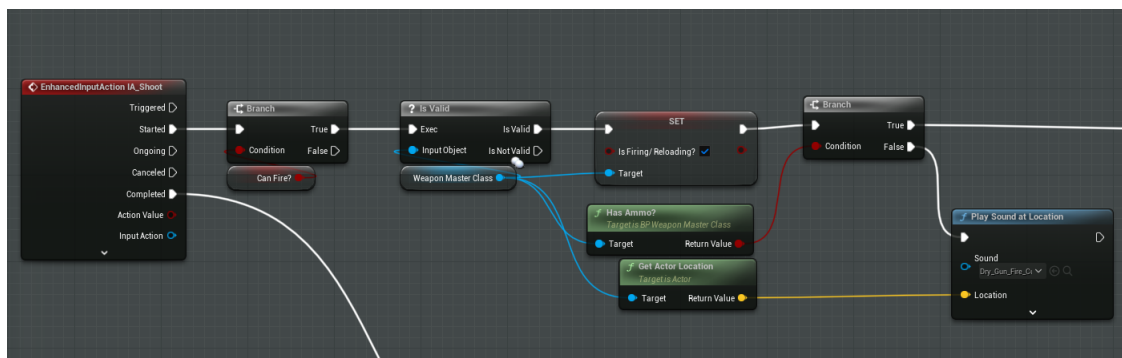 EnhancedInputAction IA_Shoot
Triggered
Started
Ongoing
Canceled
Completed
Action Value
Input Action
Branch
True
Condition
False
Can Fire?
? Is Valid
Exec
Is Valid
Input Object
Is Not Valid
Weapon Master Class
SET
Is Firing/ Reloading?
Target
Branch
True
Condition
False
f Has Ammo?
Target is BP Weapon Master Class
Target
Return Value
f Get Actor Location
Target is Actor
Target
Return Value
f Play Sound at Location
Sound
Dry_Gun_Fire_Cu
Location